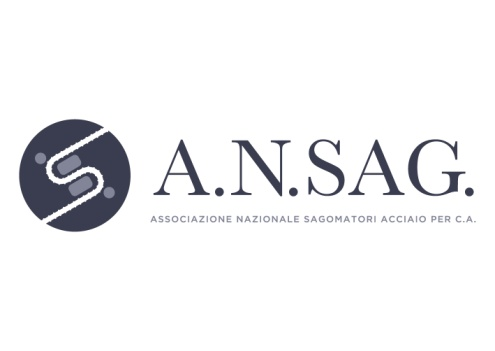 A.N.SAG.
ASSOCIAZIONE NAZIONALE SAGOMATORI ACCIAIO PER C.A.